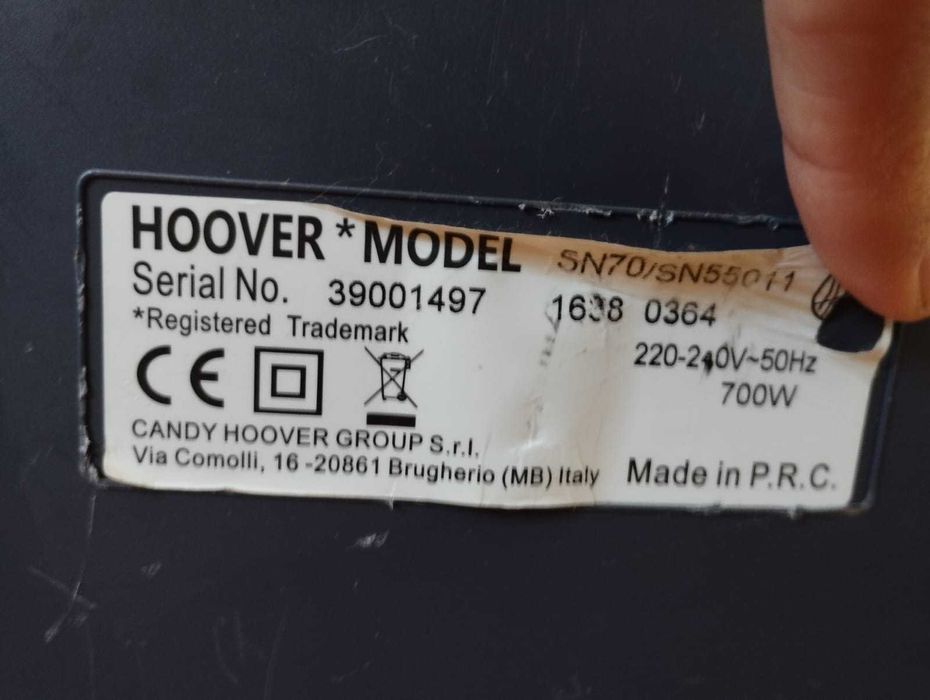 HOOVER *MODEL SN70/SN55011
Serial No. 39001497 1638 0364
*Registered Trademark
220-240V~50Hz
700W
CE
CANDY HOOVER GROUP S.r.l.
Via Comolli, 16 -20861 Brugherio (MB) Italy
Made in P.R.C.